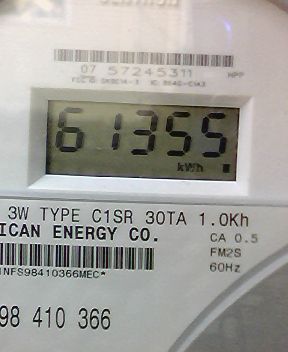 07 57245311 HPP
61355
kWh
3W TYPE C1SR 30TA 1.0Kh
ICAN ENERGY CO.
CA 0.5
FM2S
60Hz
INFS98410366MEC*
98 410 366